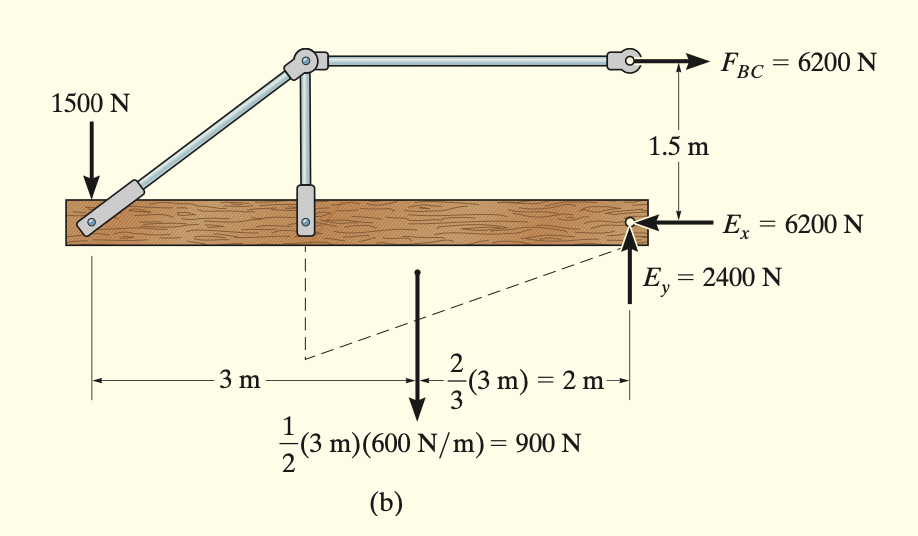 F_BC = 6200 N
1500 N
1.5 m
E_x = 6200 N
E_y = 2400 N
3 m
2/3(3 m) = 2 m
1/2(3 m)(600 N/m) = 900 N
(b)